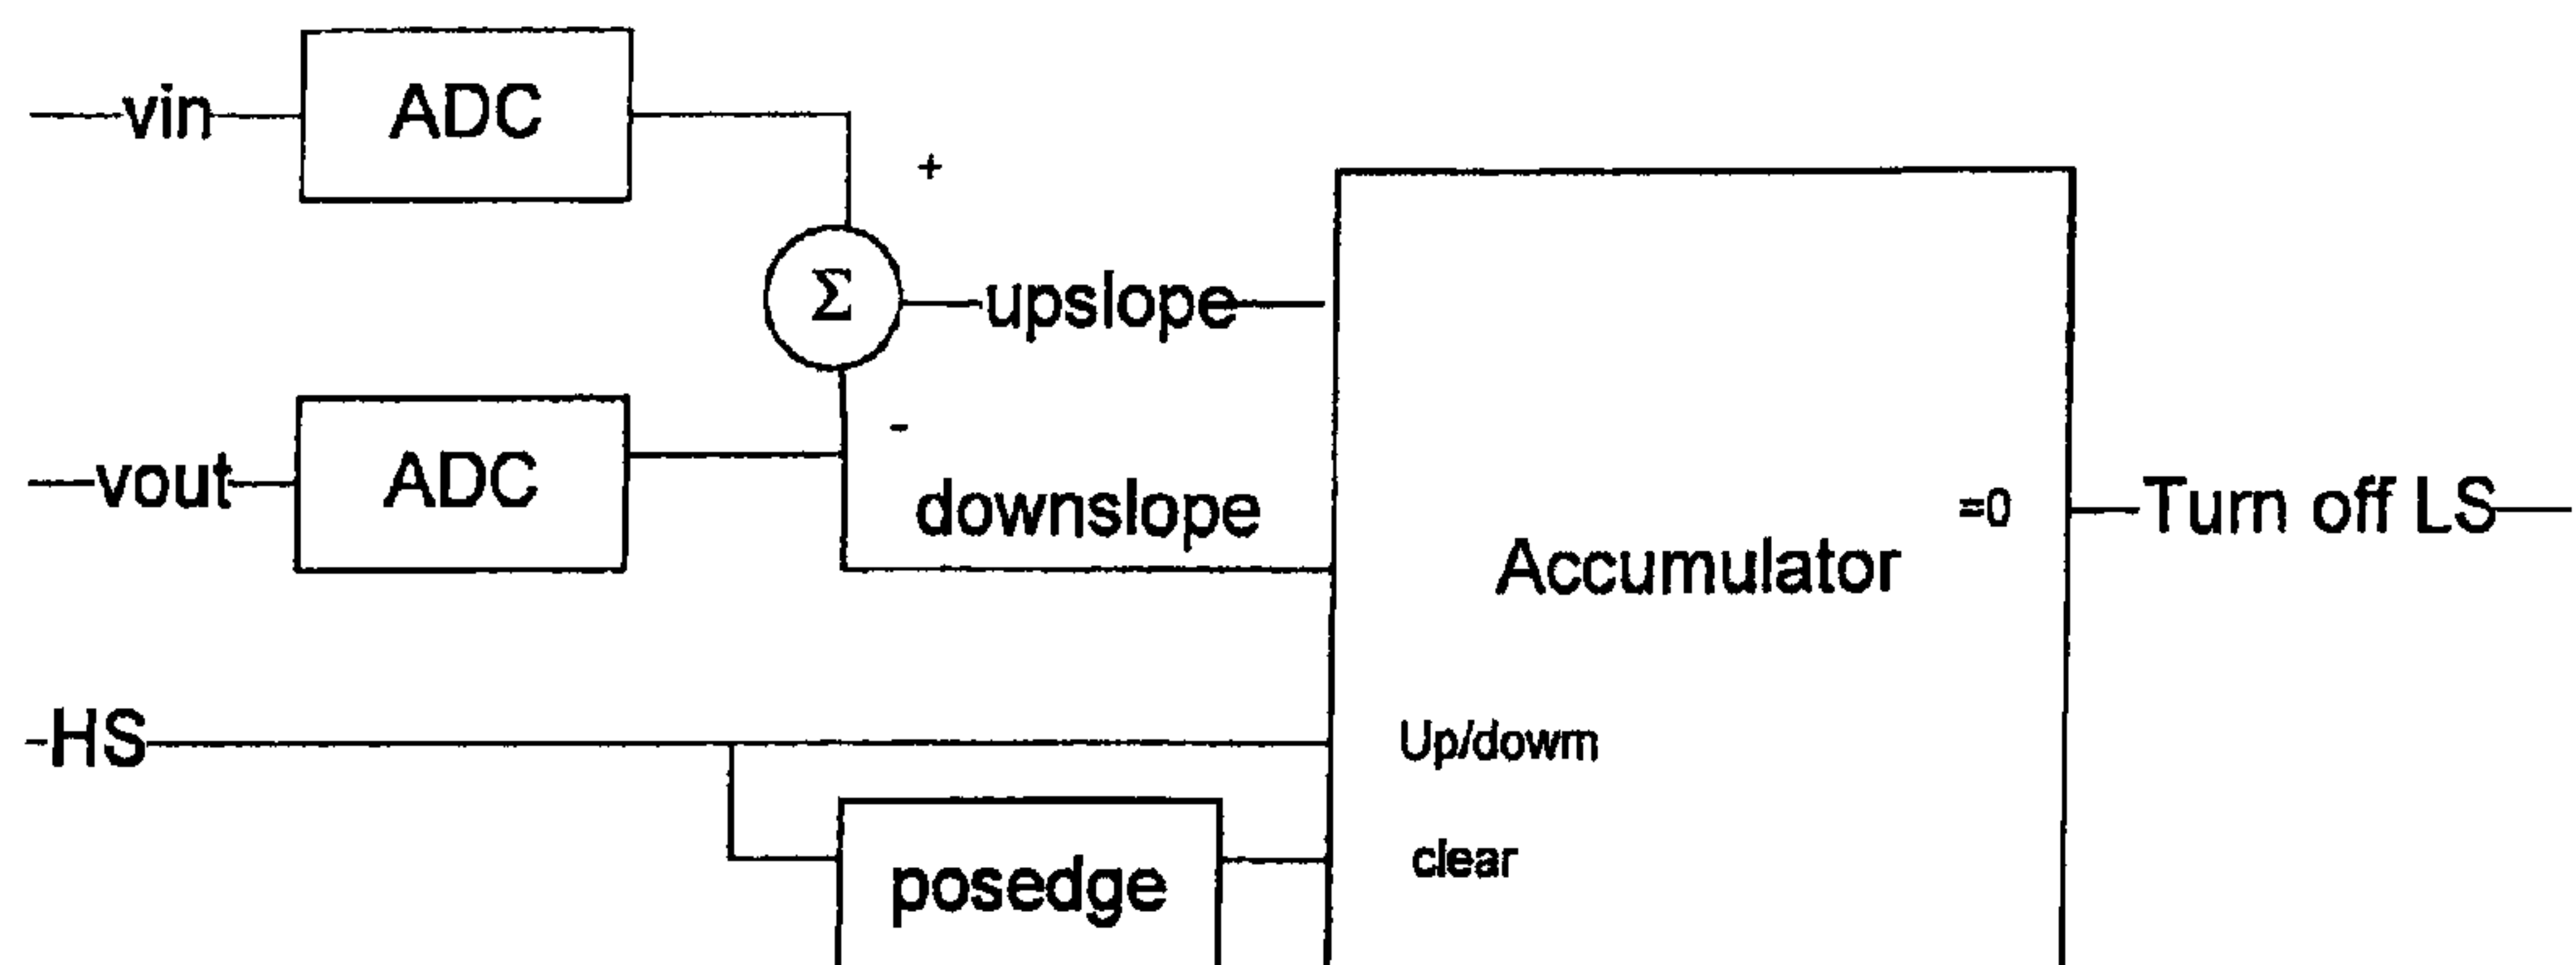 vin
ADC
+
Σ
upslope
-
vout
ADC
downslope
=0
Turn off LS
Accumulator
HS
Up/dowm
clear
posedge